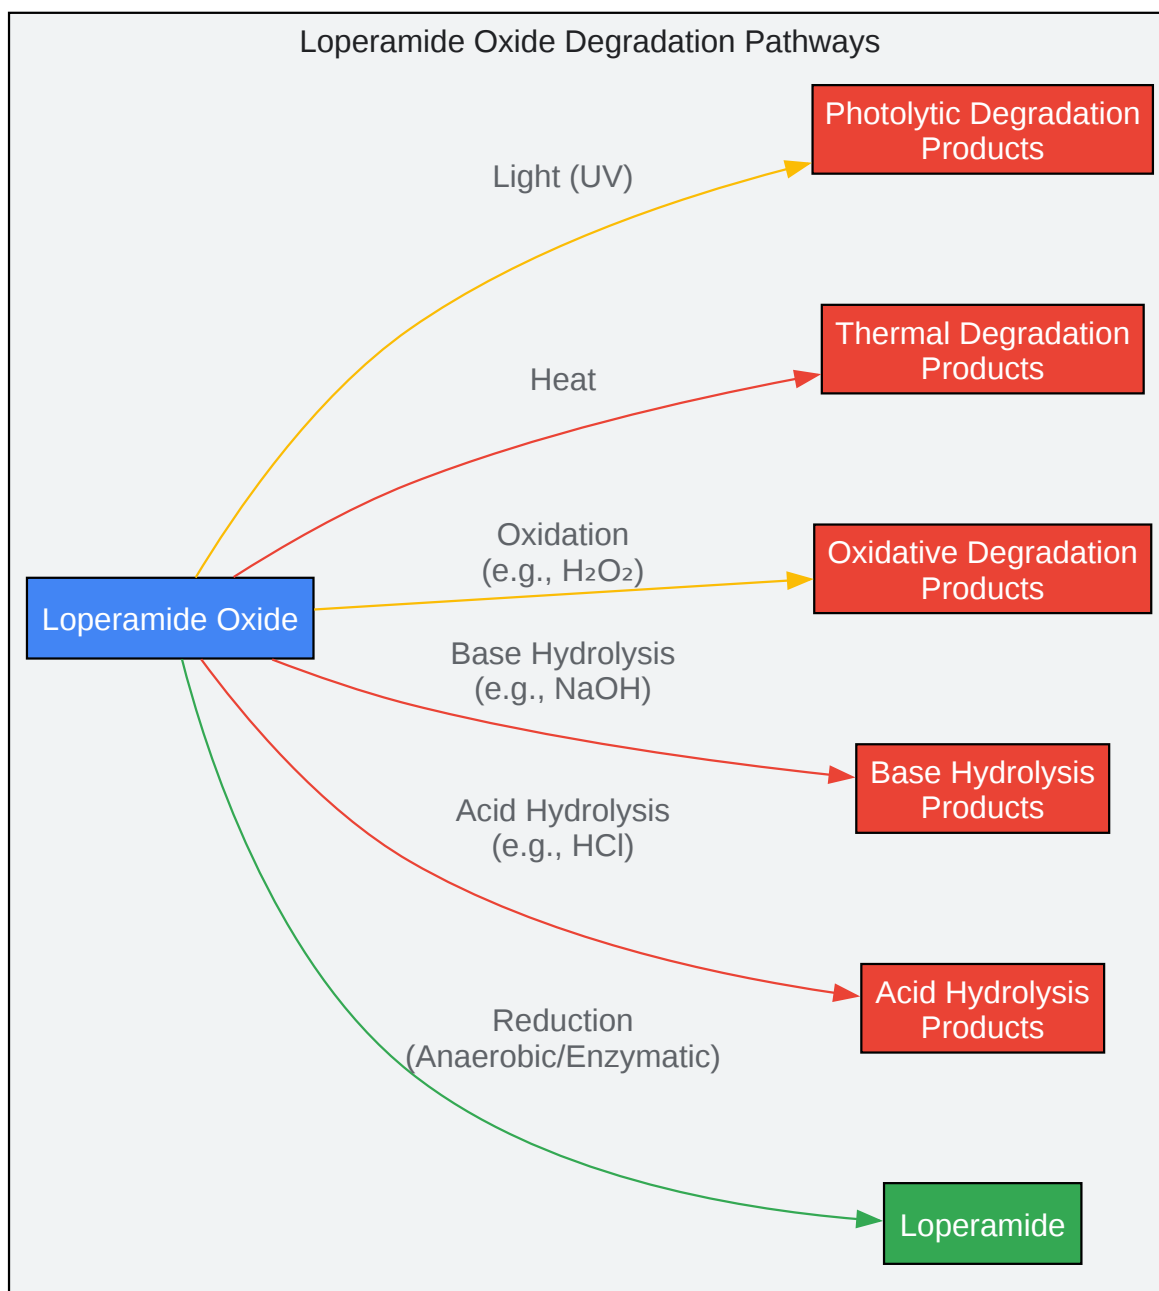 Loperamide Oxide Degradation Pathways
Photolytic Degradation
Products
Light (UV)
Thermal Degradation
Products
Heat
Oxidation
(e.g., H₂O₂)
Oxidative Degradation
Products
Loperamide Oxide
Base Hydrolysis
(e.g., NaOH)
Base Hydrolysis
Products
Acid Hydrolysis
(e.g., HCl)
Acid Hydrolysis
Products
Reduction
(Anaerobic/Enzymatic)
Loperamide